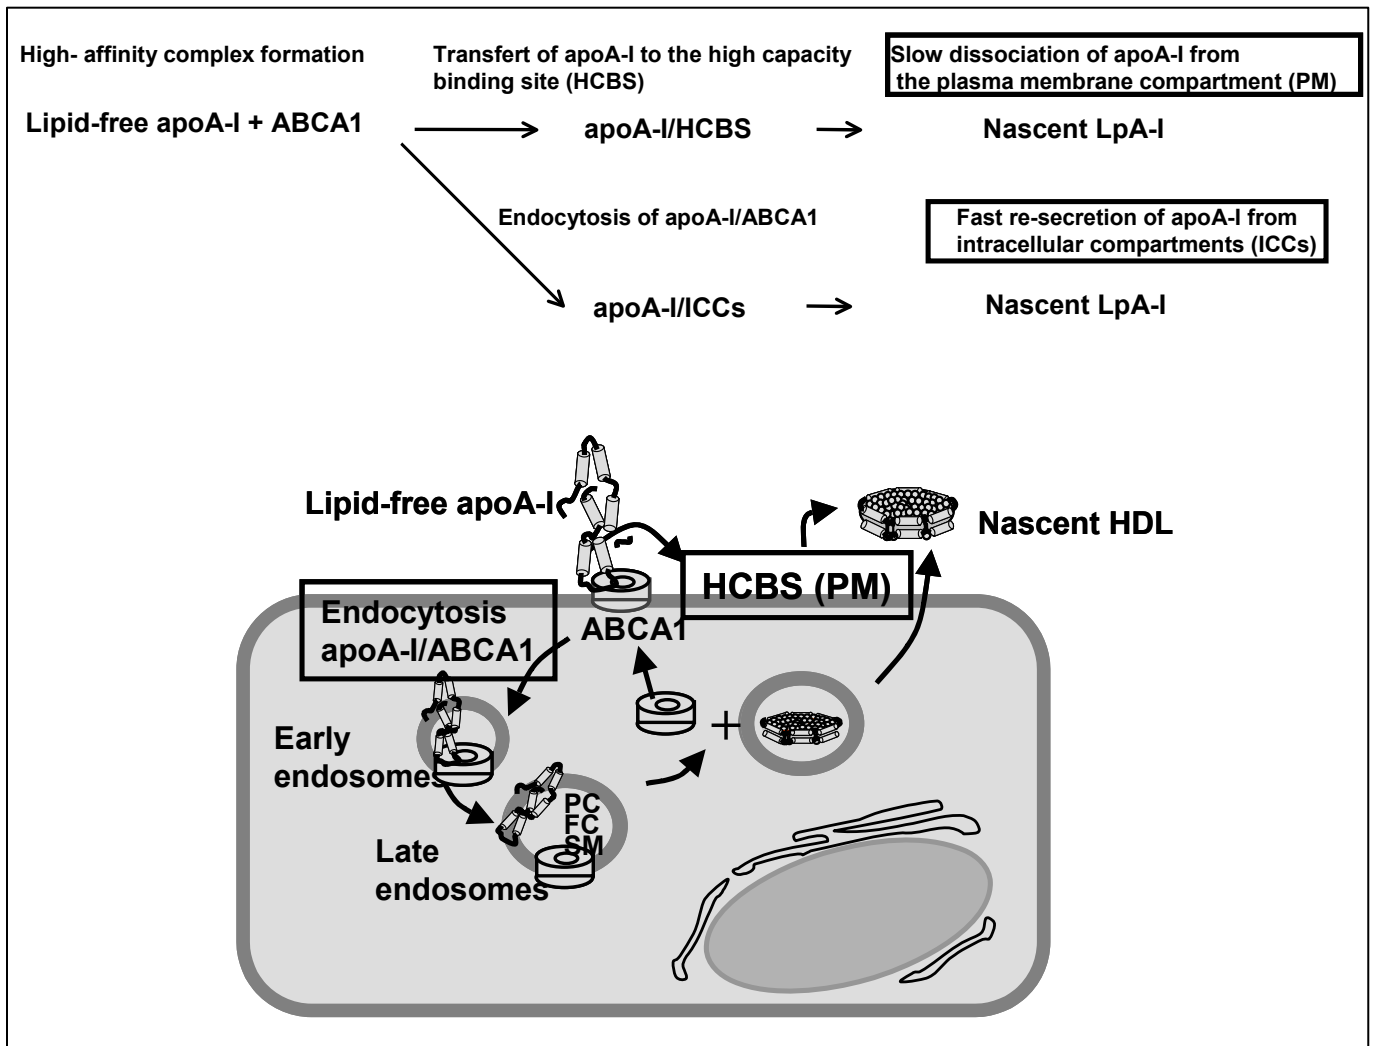 High- affinity complex formation
Transfert of apoA-I to the high capacity
binding site (HCBS)
Slow dissociation of apoA-I from
the plasma membrane compartment (PM)
Lipid-free apoA-I + ABCA1
apoA-I/HCBS
Nascent LpA-I
Endocytosis of apoA-I/ABCA1
Fast re-secretion of apoA-I from
intracellular compartments (ICCs)
apoA-I/ICCs
Nascent LpA-I
Lipid-free apoA-I
Nascent HDL
HCBS (PM)
Endocytosis
apoA-I/ABCA1
ABCA1
+
Early
endosomes
PC
FC
SM
Late
endosomes